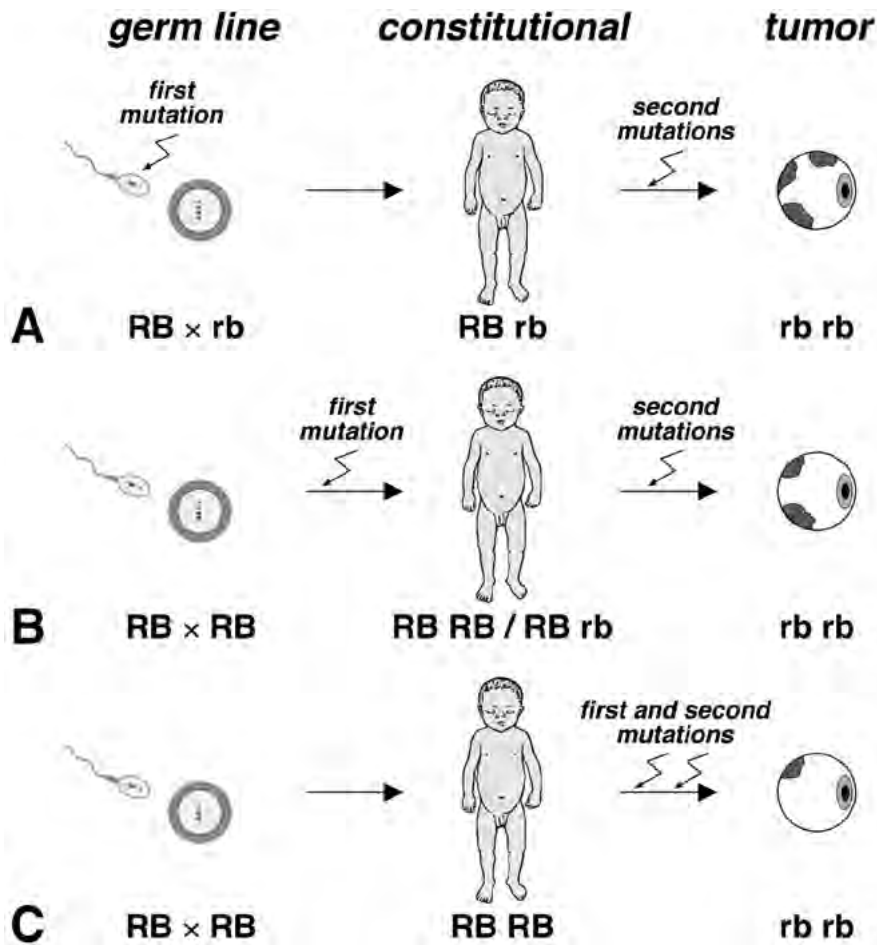 germ line constitutional tumor
first
mutation
second
mutations
A RB × rb RB rb rb rb
first
mutation
second
mutations
B RB × RB RB RB / RB rb rb rb
first and second
mutations
C RB × RB RB RB rb rb